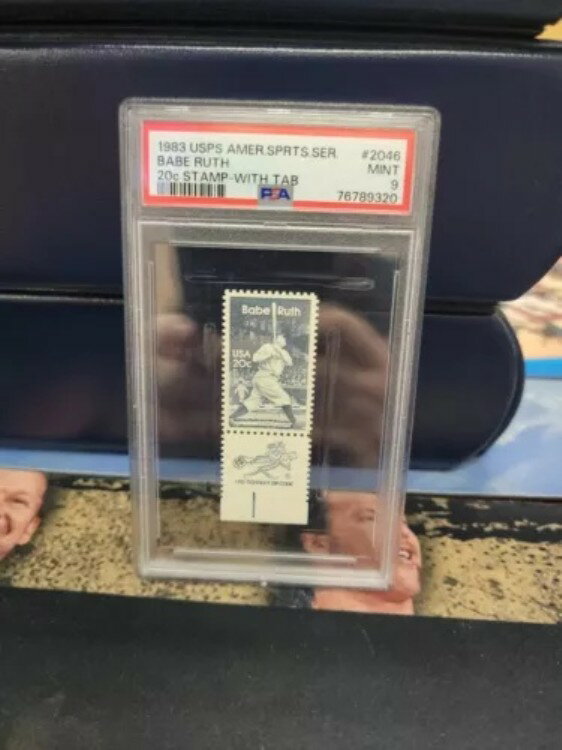 1983 USPS AMER.SPRTS.SER. #2046
BABE RUTH MINT
20c STAMP-WITH TAB 9
PSA 76789320
Babe Ruth
USA
20c